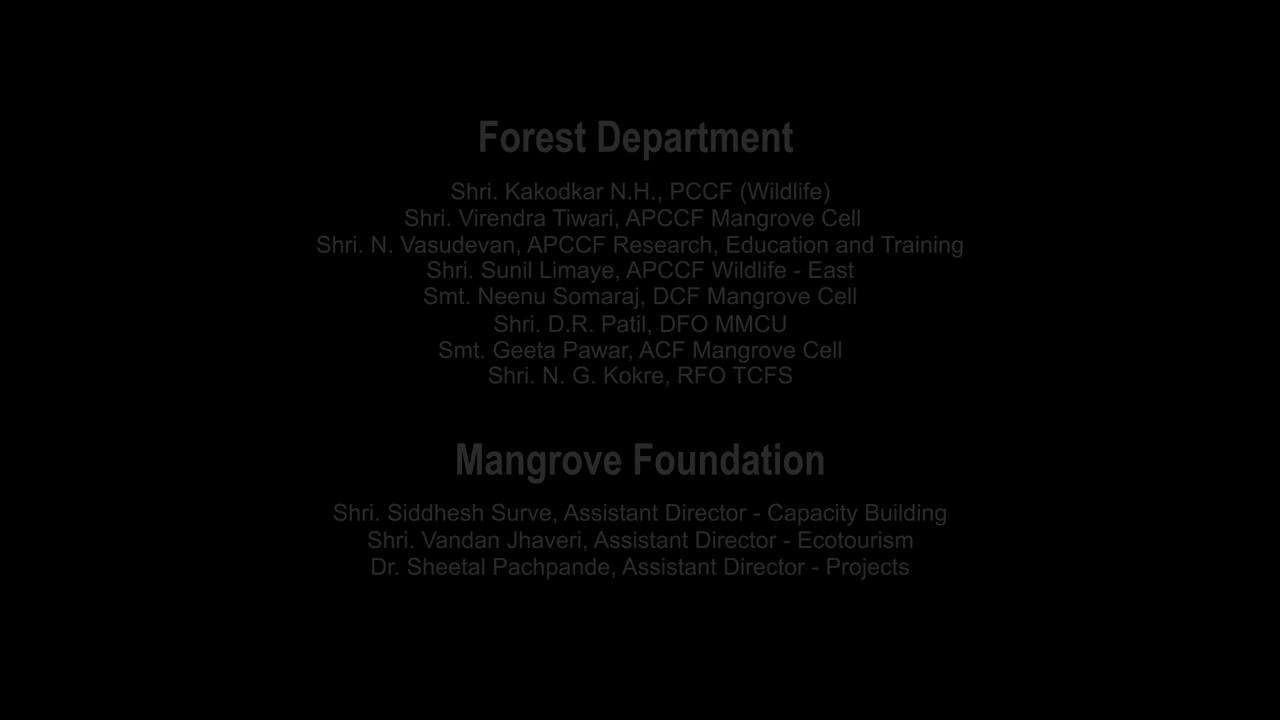 Forest Department
Shri. Kakodkar N.H., PCCF (Wildlife)
Shri. Virendra Tiwari, APCCF Mangrove Cell
Shri. N. Vasudevan, APCCF Research, Education and Training
Shri. Sunil Limaye, APCCF Wildlife - East
Smt. Neenu Somaraj, DCF Mangrove Cell
Shri. D.R. Patil, DFO MMCU
Smt. Geeta Pawar, ACF Mangrove Cell
Shri. N. G. Kokre, RFO TCFS
Mangrove Foundation
Shri. Siddhesh Surve, Assistant Director - Capacity Building
Shri. Vandan Jhaveri, Assistant Director - Ecotourism
Dr. Sheetal Pachpande, Assistant Director - Projects